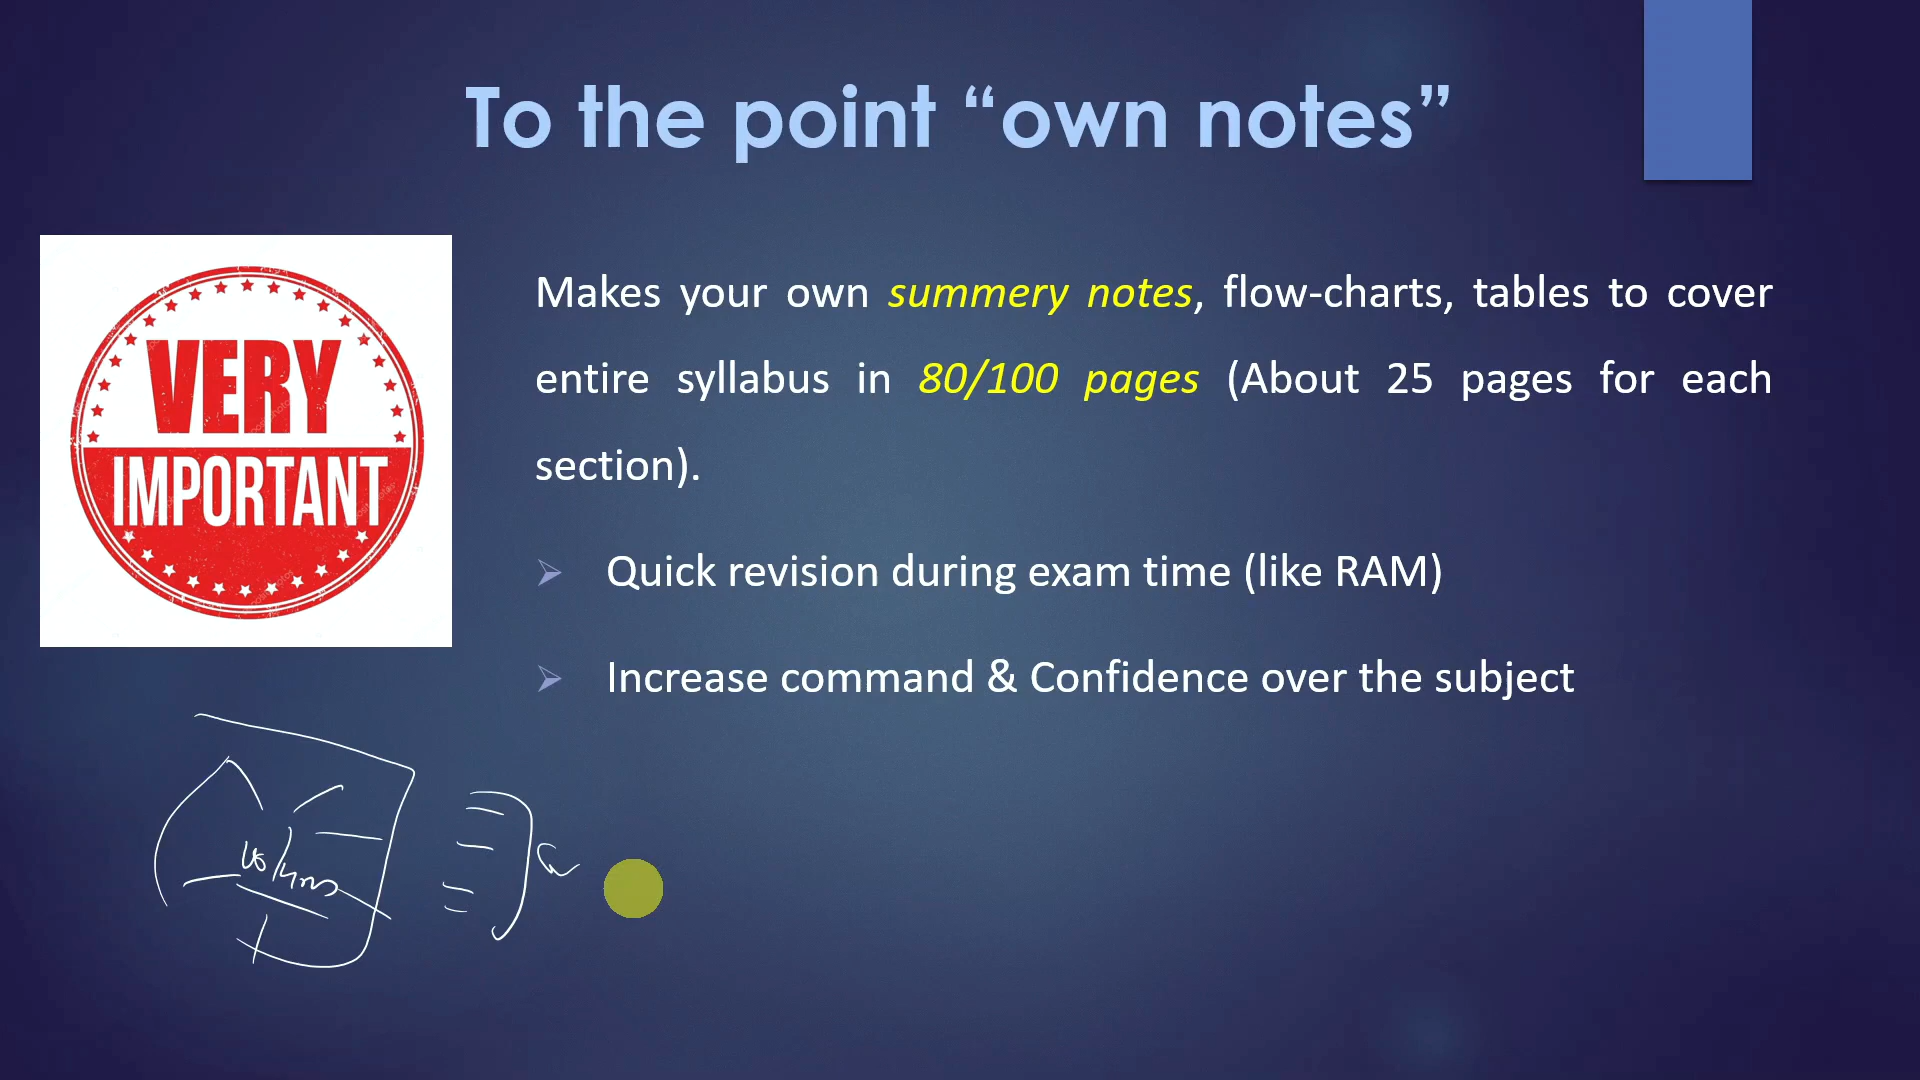 To the point “own notes”
VERY
IMPORTANT
Makes your own summery notes, flow-charts, tables to cover
entire syllabus in 80/100 pages (About 25 pages for each
section).
Quick revision during exam time (like RAM)
Increase command & Confidence over the subject